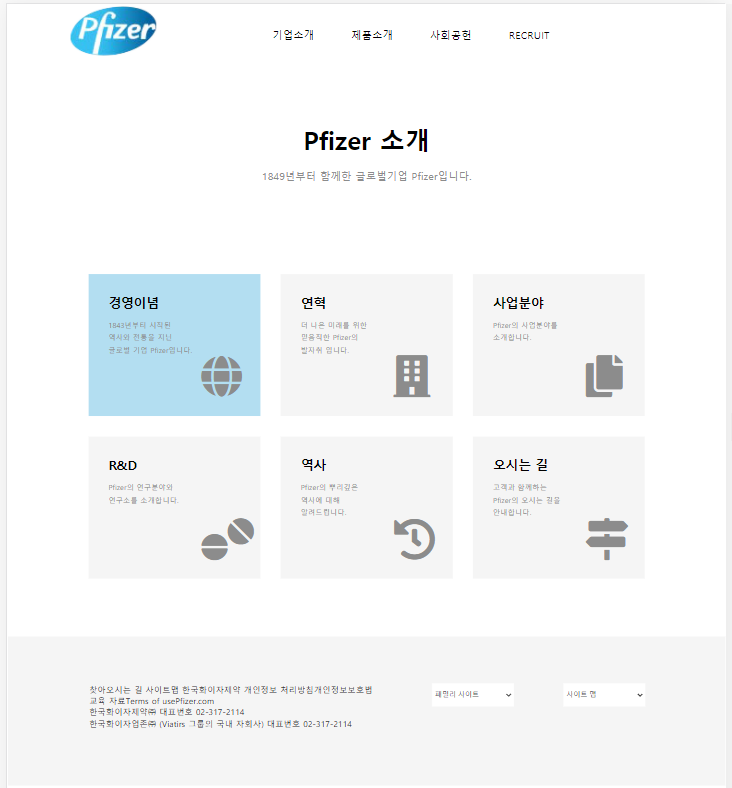 Pfizer
기업소개 제품소개 사회공헌 RECRUIT
Pfizer 소개
1849년부터 함께한 글로벌기업 Pfizer입니다.
경영이념
1843년부터 시작된
역사와 전통을 지닌
글로벌 기업 Pfizer입니다.
연혁
더 나은 미래를 위한
믿음직한 Pfizer의
발자취 입니다.
사업분야
Pfizer의 사업분야를
소개합니다.
R&D
Pfizer의 연구분야와
연구소를 소개합니다.
역사
Pfizer의 뿌리깊은
역사에 대해
알려드립니다.
오시는 길
고객과 함께하는
Pfizer의 오시는 길을
안내합니다.
찾아오시는 길 사이트맵 한국화이자제약 개인정보 처리방침개인정보보호법
교육 자료Terms of usePfizer.com
한국화이자제약㈜ 대표번호 02-317-2114
한국화이자업존㈜ (Viatirs 그룹의 국내 자회사) 대표번호 02-317-2114
패밀리 사이트
사이트 맵